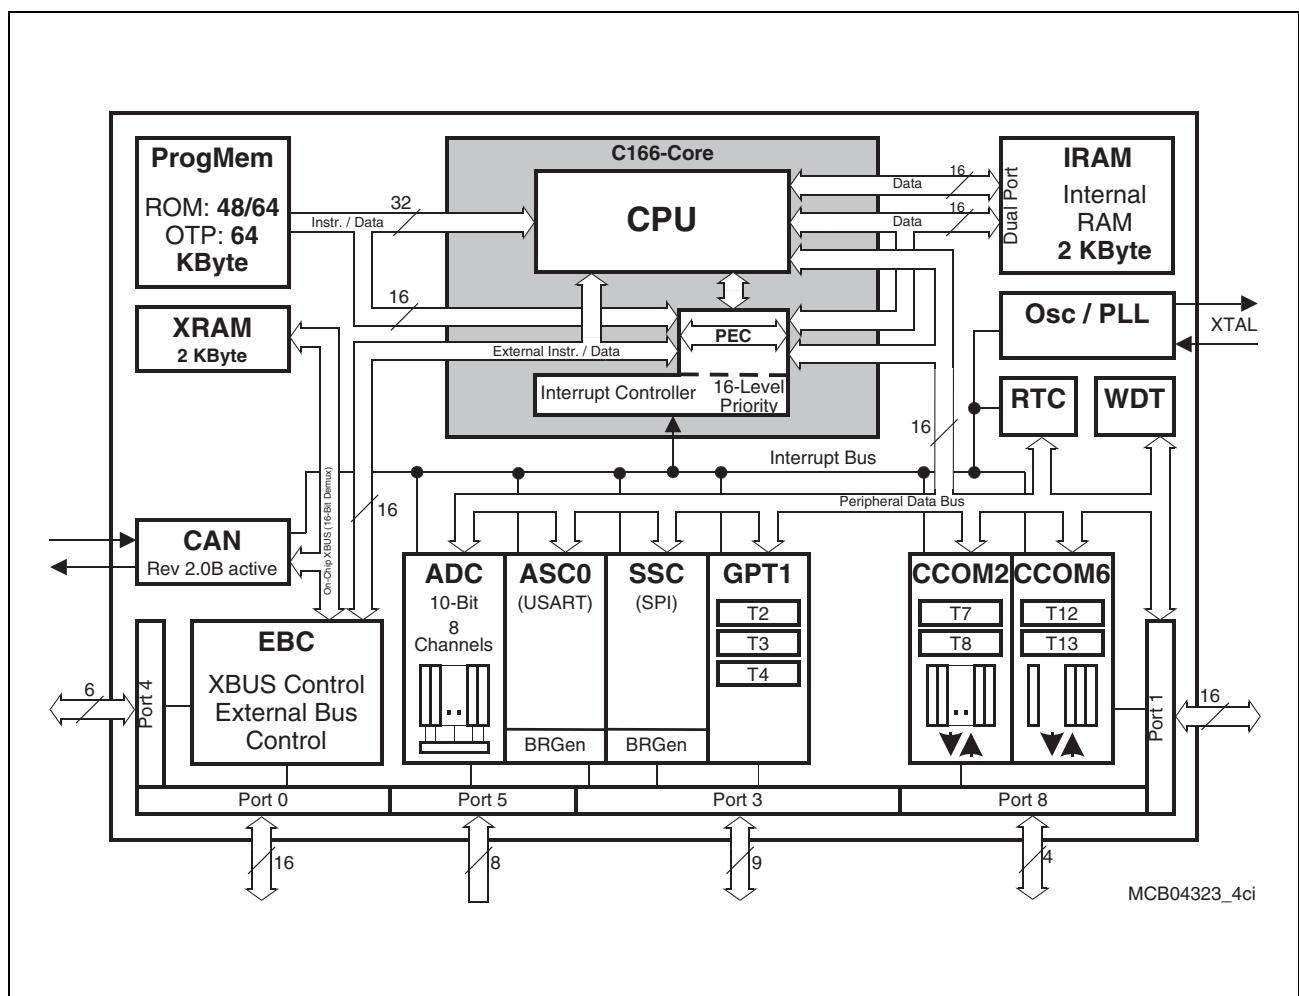 ProgMem
ROM: 48/64
OTP: 64
KByte
C166-Core
CPU
IRAM
Internal
RAM
2 KByte
Dual Port
32
Instr. / Data
16
Data
16
Data
16
XRAM
2 KByte
16
External Instr. / Data
PEC
Interrupt Controller
16-Level
Priority
Osc / PLL
XTAL
RTC
WDT
16
Interrupt Bus
Peripheral Data Bus
On-Chip XBUS (16-Bit Demux)
16
CAN
Rev 2.0B active
EBC
XBUS Control
External Bus
Control
ADC
10-Bit
8
Channels
ASC0
(USART)
BRGen
SSC
(SPI)
BRGen
GPT1
T2
T3
T4
CCOM2
T7
T8
CCOM6
T12
T13
6
Port 4
Port 1
16
Port 0
Port 5
Port 3
Port 8
16
8
9
4
MCB04323_4ci